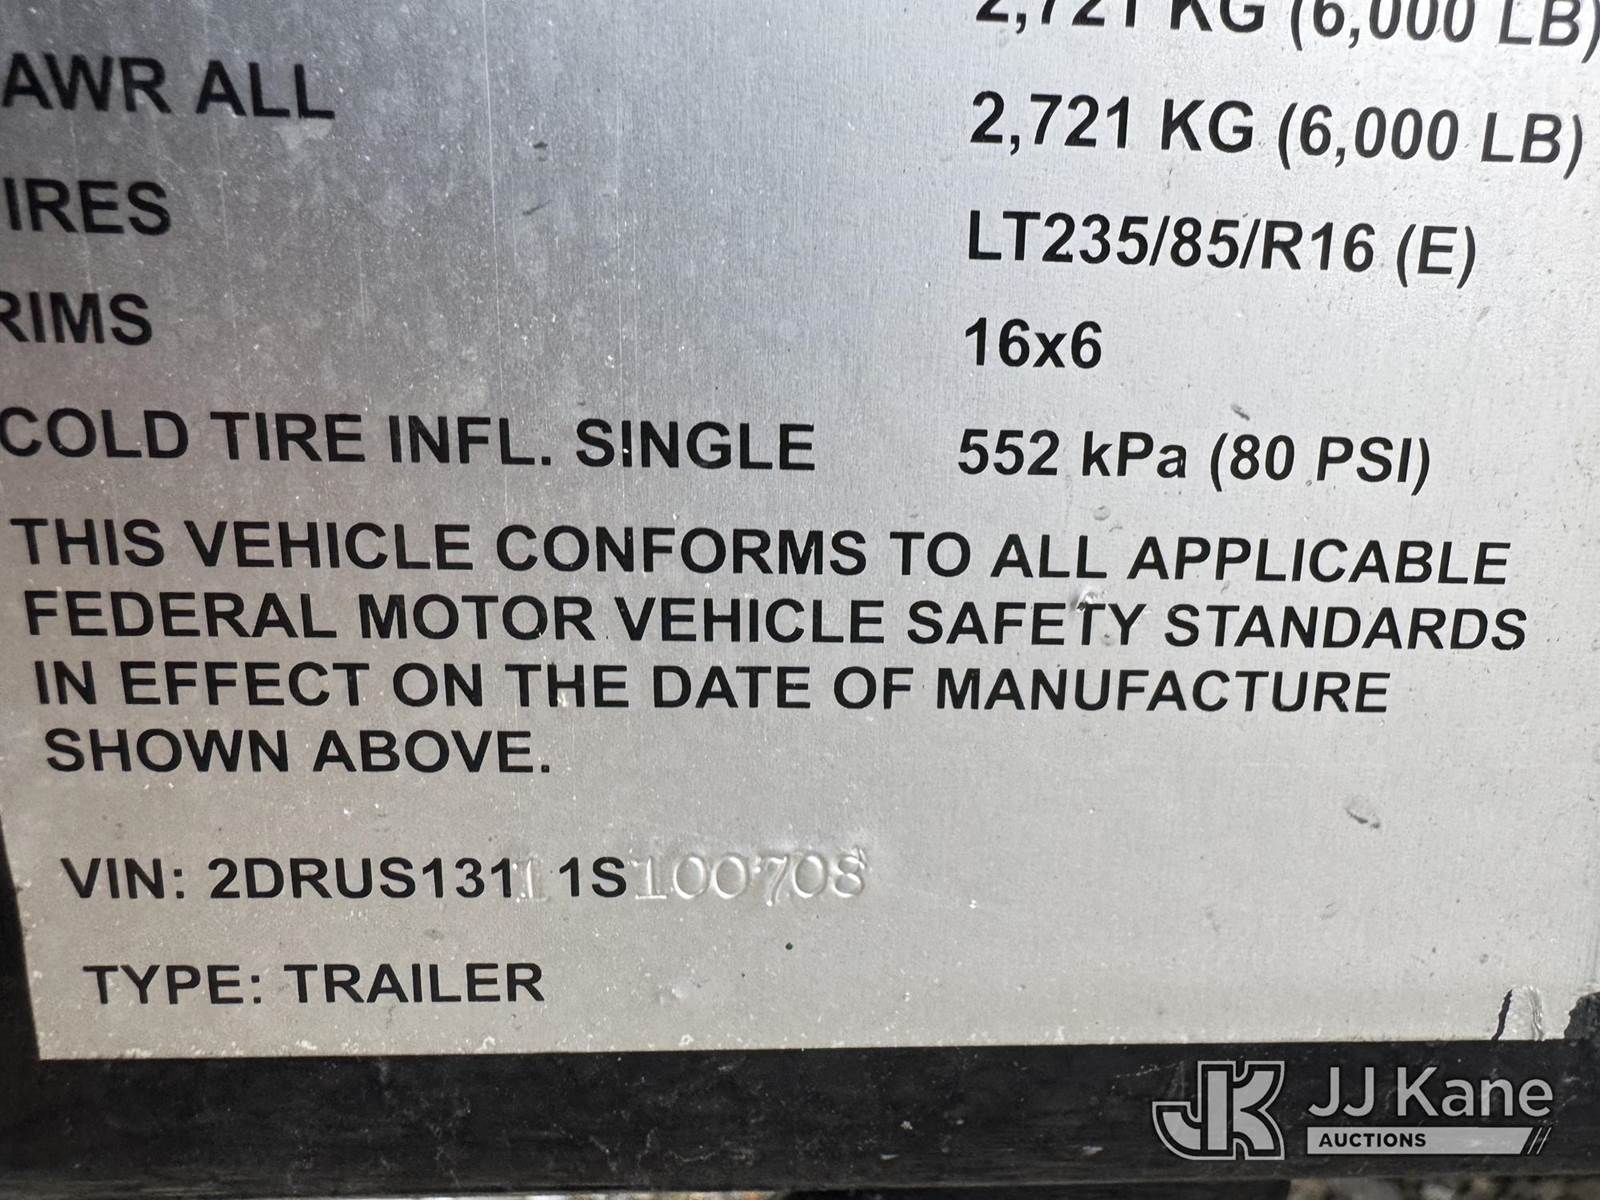 2,721 KG (6,000 LB)
AWR ALL 2,721 KG (6,000 LB)
IRES LT235/85/R16 (E)
RIMS 16x6
COLD TIRE INFL. SINGLE 552 kPa (80 PSI)
THIS VEHICLE CONFORMS TO ALL APPLICABLE
FEDERAL MOTOR VEHICLE SAFETY STANDARDS
IN EFFECT ON THE DATE OF MANUFACTURE
SHOWN ABOVE.
VIN: 2DRUS13111S100708
TYPE: TRAILER
JK JJ Kane
AUCTIONS